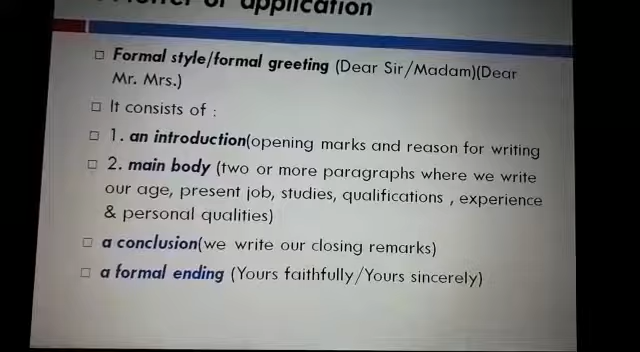 of application
Formal style/formal greeting (Dear Sir/Madam)(Dear
Mr. Mrs.)
It consists of :
1. an introduction(opening marks and reason for writing
2. main body (two or more paragraphs where we write
our age, present job, studies, qualifications , experience
& personal qualities)
a conclusion(we write our closing remarks)
a formal ending (Yours faithfully/Yours sincerely)